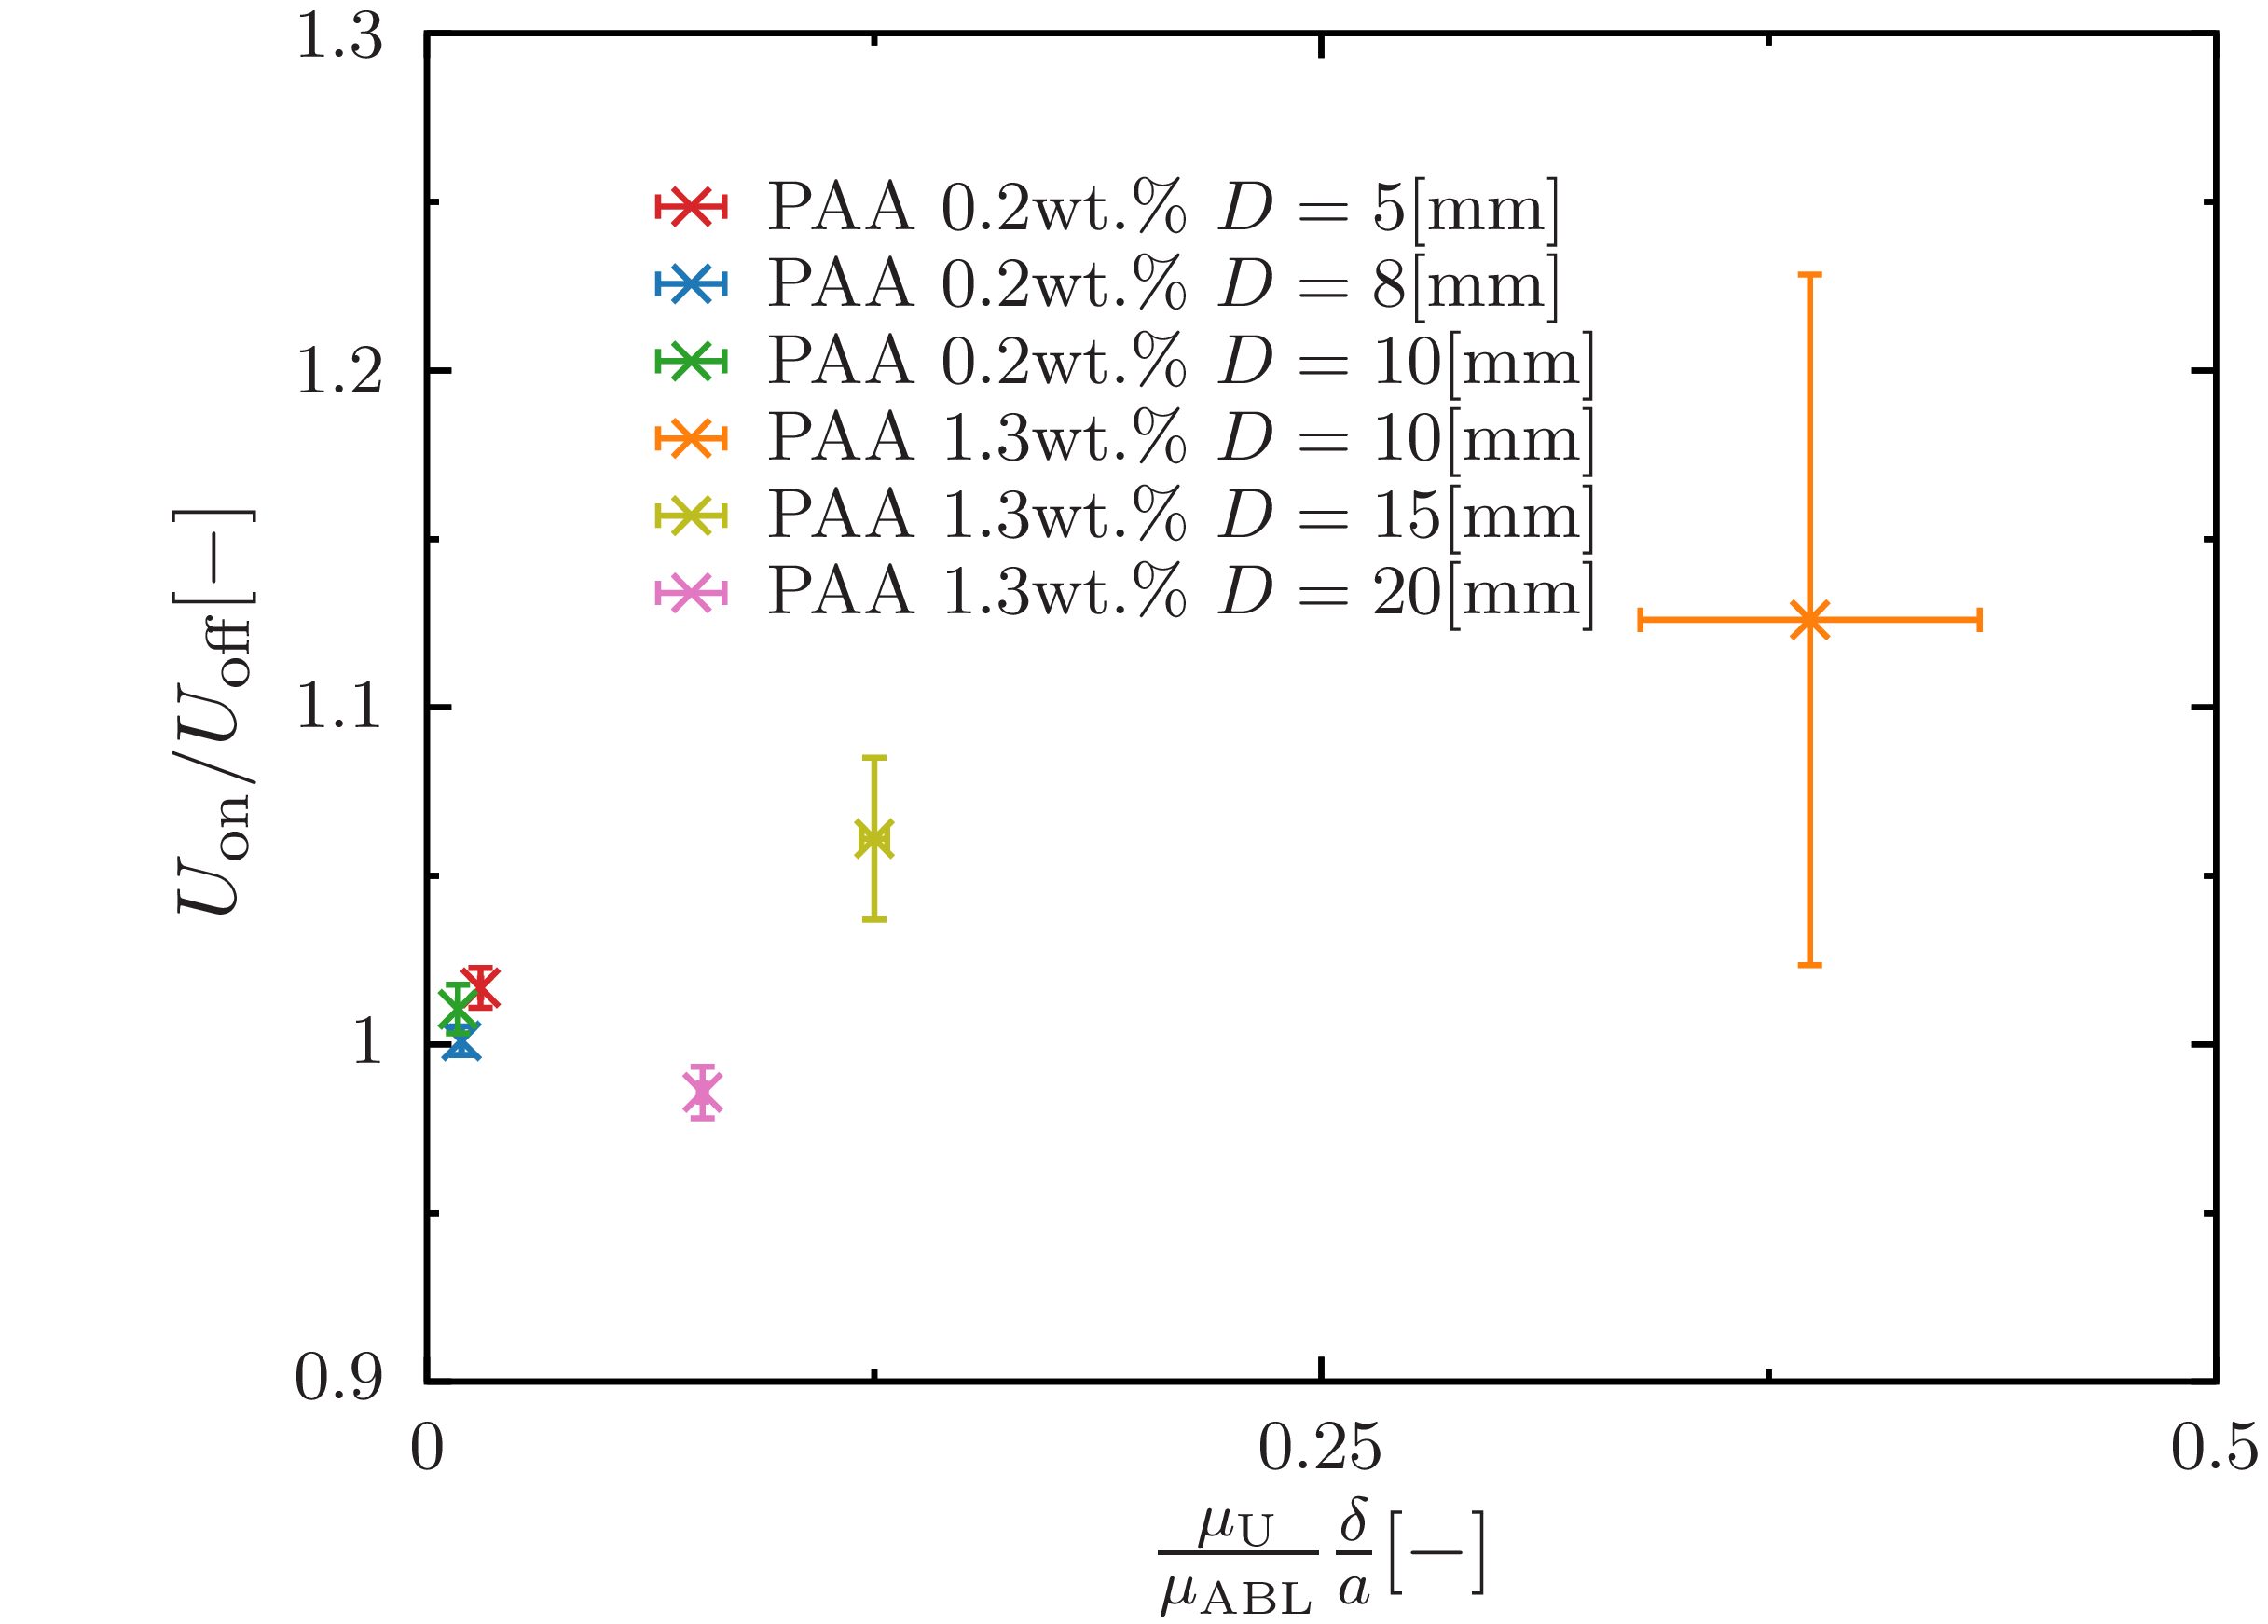 1.3
1.2
1.1
1
0.9
U_on/U_off[−]
PAA 0.2wt.% D = 5[mm]
PAA 0.2wt.% D = 8[mm]
PAA 0.2wt.% D = 10[mm]
PAA 1.3wt.% D = 10[mm]
PAA 1.3wt.% D = 15[mm]
PAA 1.3wt.% D = 20[mm]
0 0.25 0.5
μ_U/μ_ABL δ/a [−]